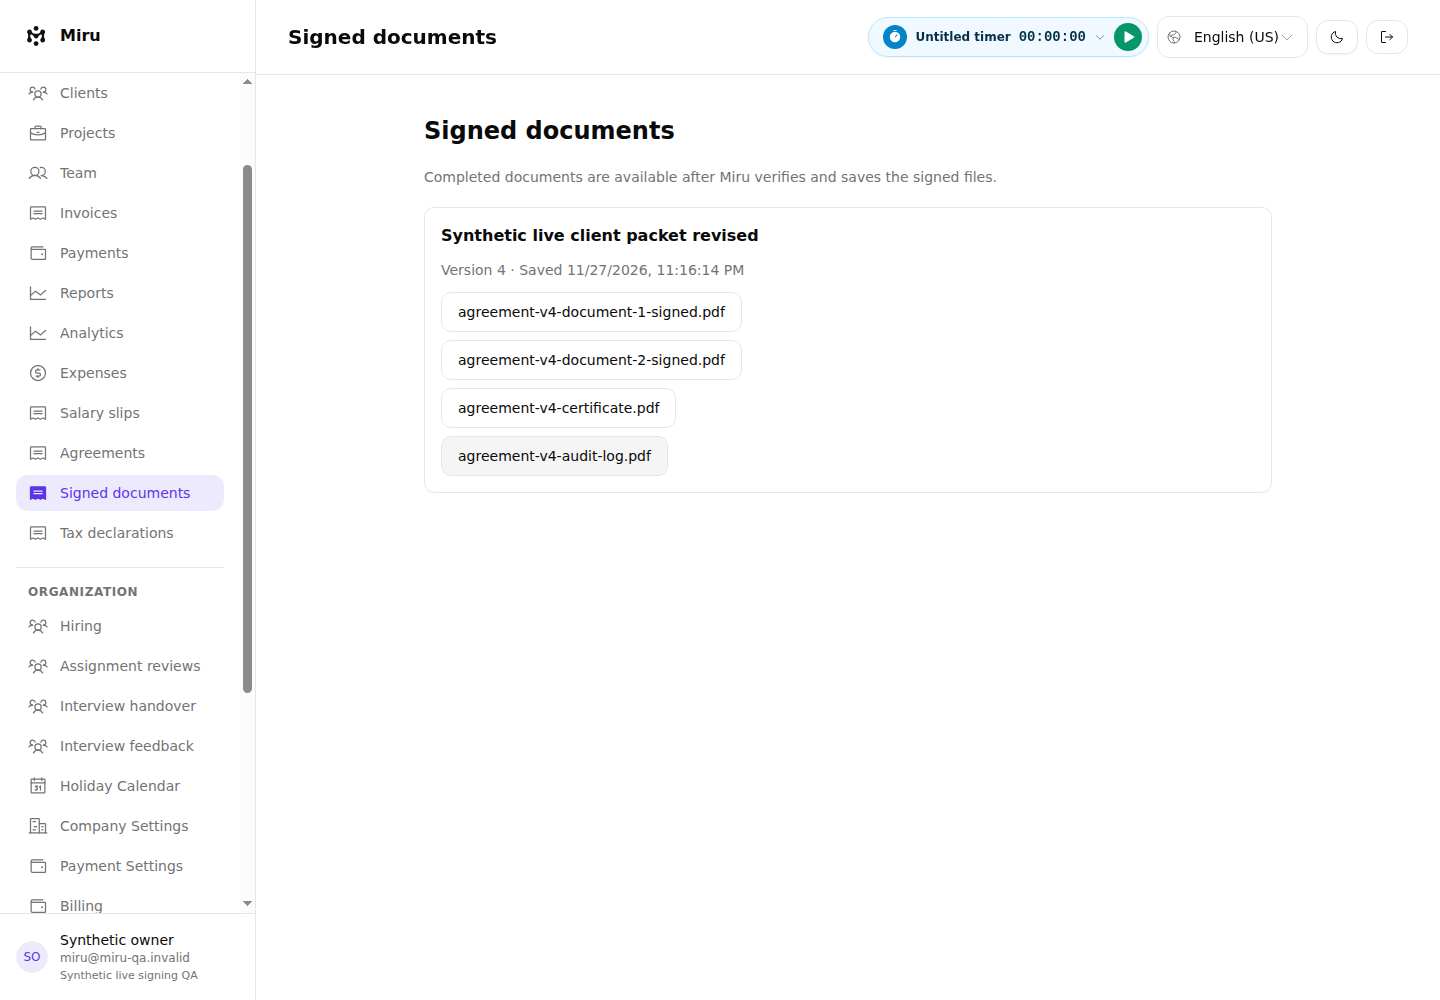 Miru
Signed documents
Untitled timer 00:00:00
English (US)
Clients
Projects
Team
Invoices
Payments
Reports
Analytics
Expenses
Salary slips
Agreements
Signed documents
Tax declarations
ORGANIZATION
Hiring
Assignment reviews
Interview handover
Interview feedback
Holiday Calendar
Company Settings
Payment Settings
Billing
SO
Synthetic owner
miru@miru-qa.invalid
Synthetic live signing QA
Signed documents
Completed documents are available after Miru verifies and saves the signed files.
Synthetic live client packet revised
Version 4 · Saved 11/27/2026, 11:16:14 PM
agreement-v4-document-1-signed.pdf
agreement-v4-document-2-signed.pdf
agreement-v4-certificate.pdf
agreement-v4-audit-log.pdf